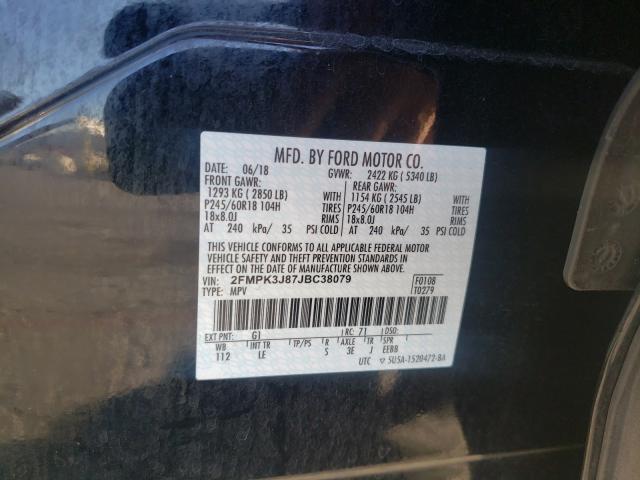 MFD. BY FORD MOTOR CO.
DATE: 06/18 GVWR: 2422 KG ( 5340 LB)
FRONT GAWR: REAR GAWR:
1293 KG ( 2850 LB) WITH 1154 KG ( 2545 LB) WITH
P245/60R18 104H TIRES P245/60R18 104H TIRES
18x8.0J RIMS 18x8.0J RIMS
AT 240 kPa/ 35 PSI COLD AT 240 kPa/ 35 PSI COLD
THIS VEHICLE CONFORMS TO ALL APPLICABLE FEDERAL MOTOR
VEHICLE SAFETY AND THEFT PREVENTION STANDARDS IN
EFFECT ON THE DATE OF MANUFACTURE SHOWN ABOVE.
VIN: 2FMPK3J87JBC38079 F0108
TYPE: MPV T0279
EXT PNT: G1 RC: 71 DSO:
WB INT TR TP/PS R AXLE TR SPR
112 LE S 3E J EEBB
UTC 5U5A-1520472-BA